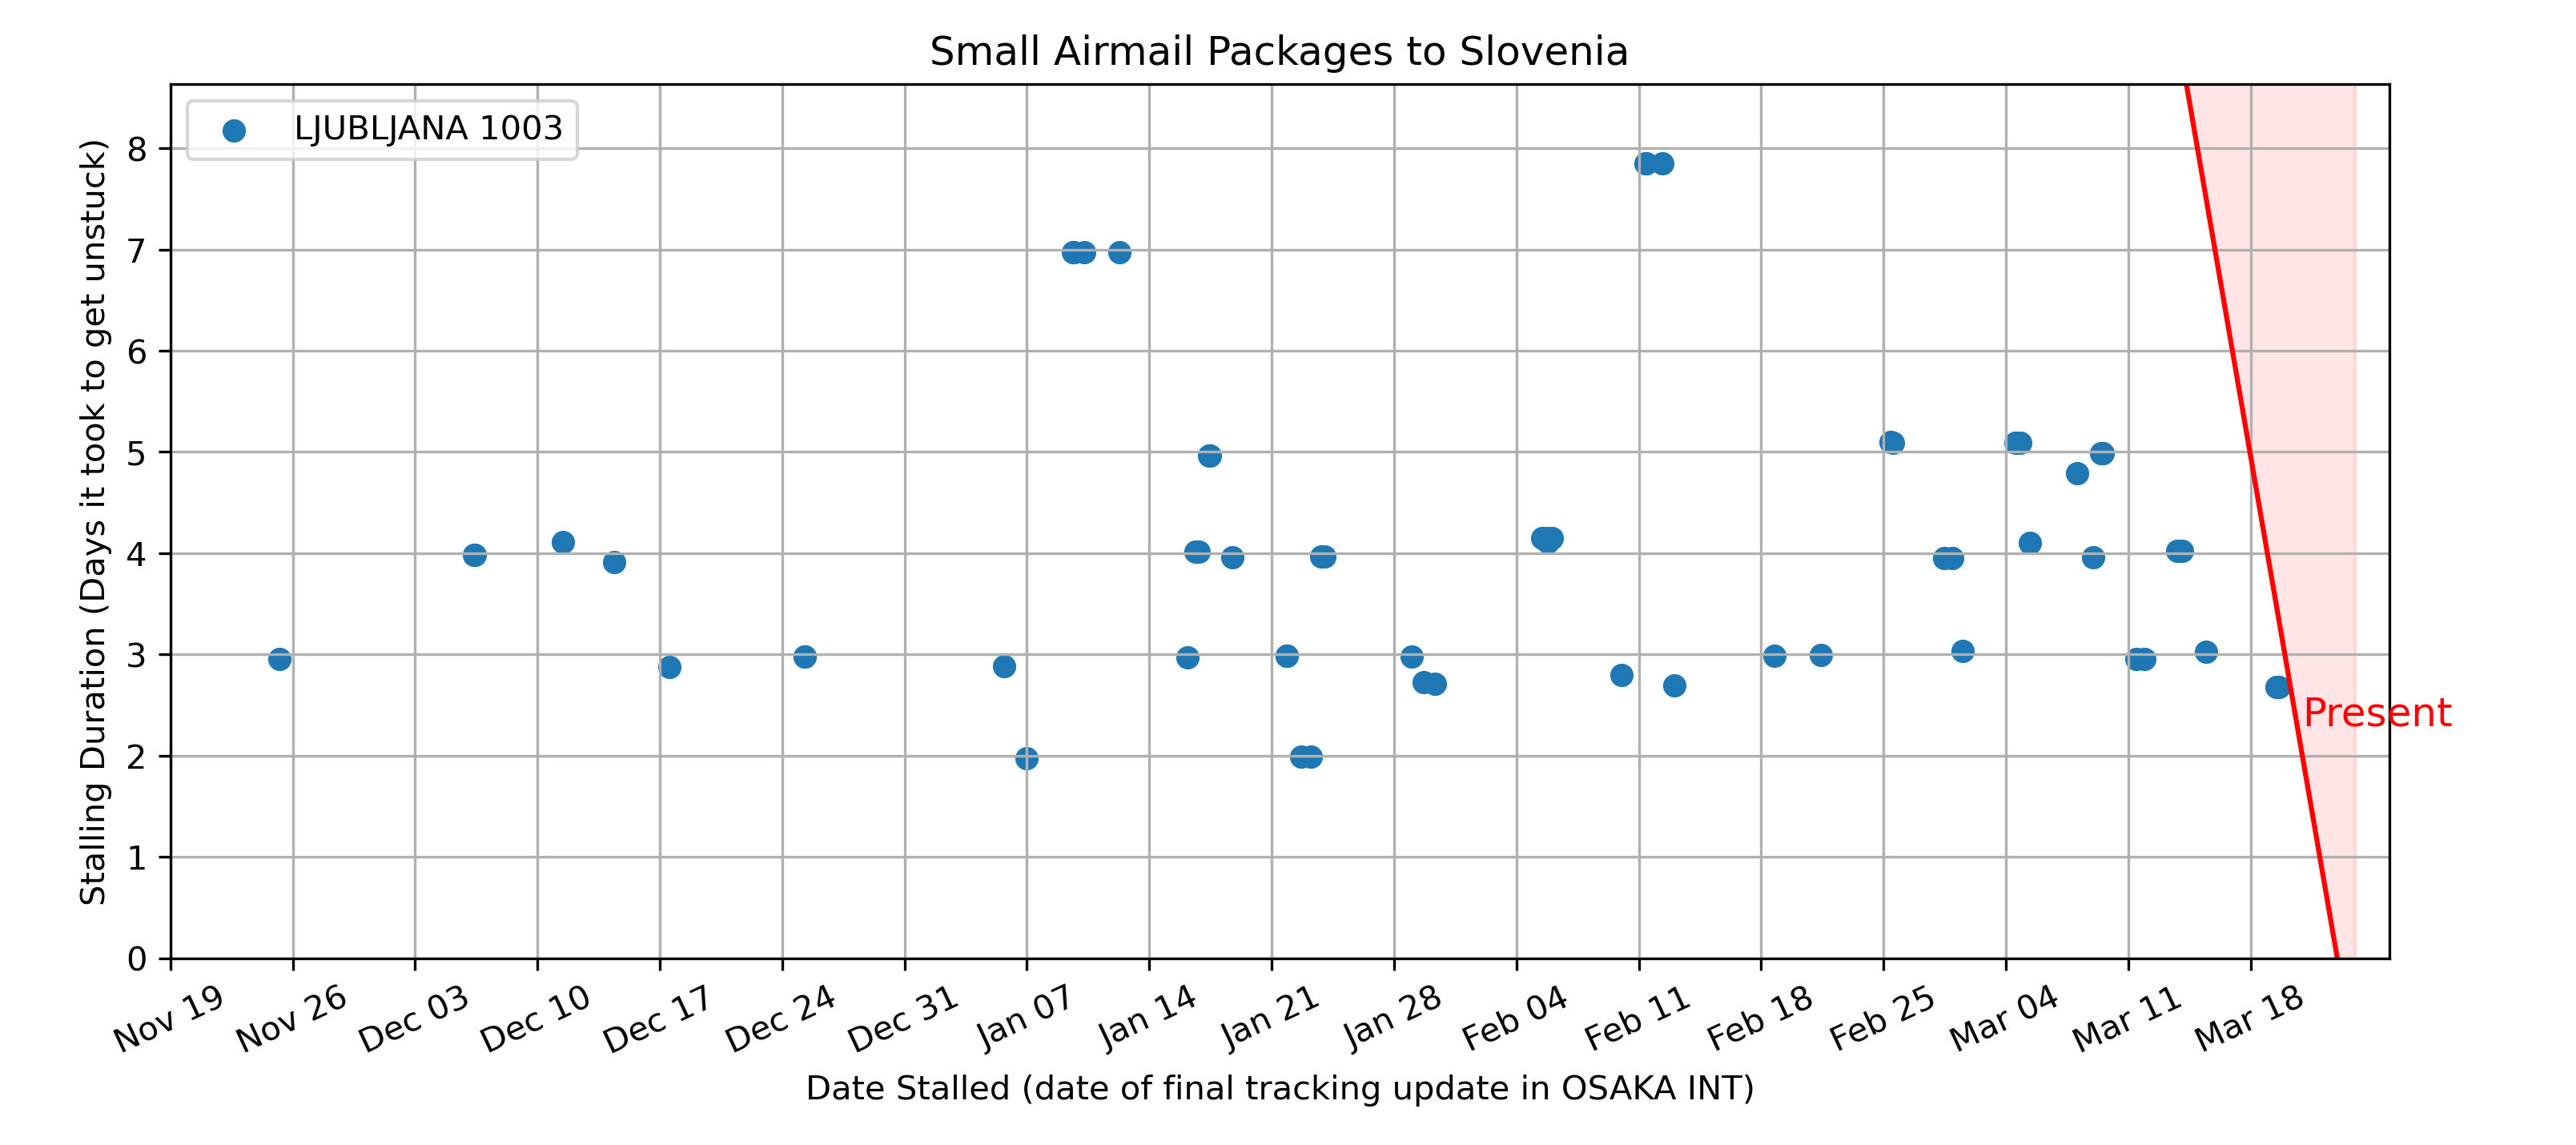 Small Airmail Packages to Slovenia
LJUBLJANA 1003
Stalling Duration (Days it took to get unstuck)
8
7
6
5
4
3
2
1
0
Present
Nov 19
Nov 26
Dec 03
Dec 10
Dec 17
Dec 24
Dec 31
Jan 07
Jan 14
Jan 21
Jan 28
Feb 04
Feb 11
Feb 18
Feb 25
Mar 04
Mar 11
Mar 18
Date Stalled (date of final tracking update in OSAKA INT)